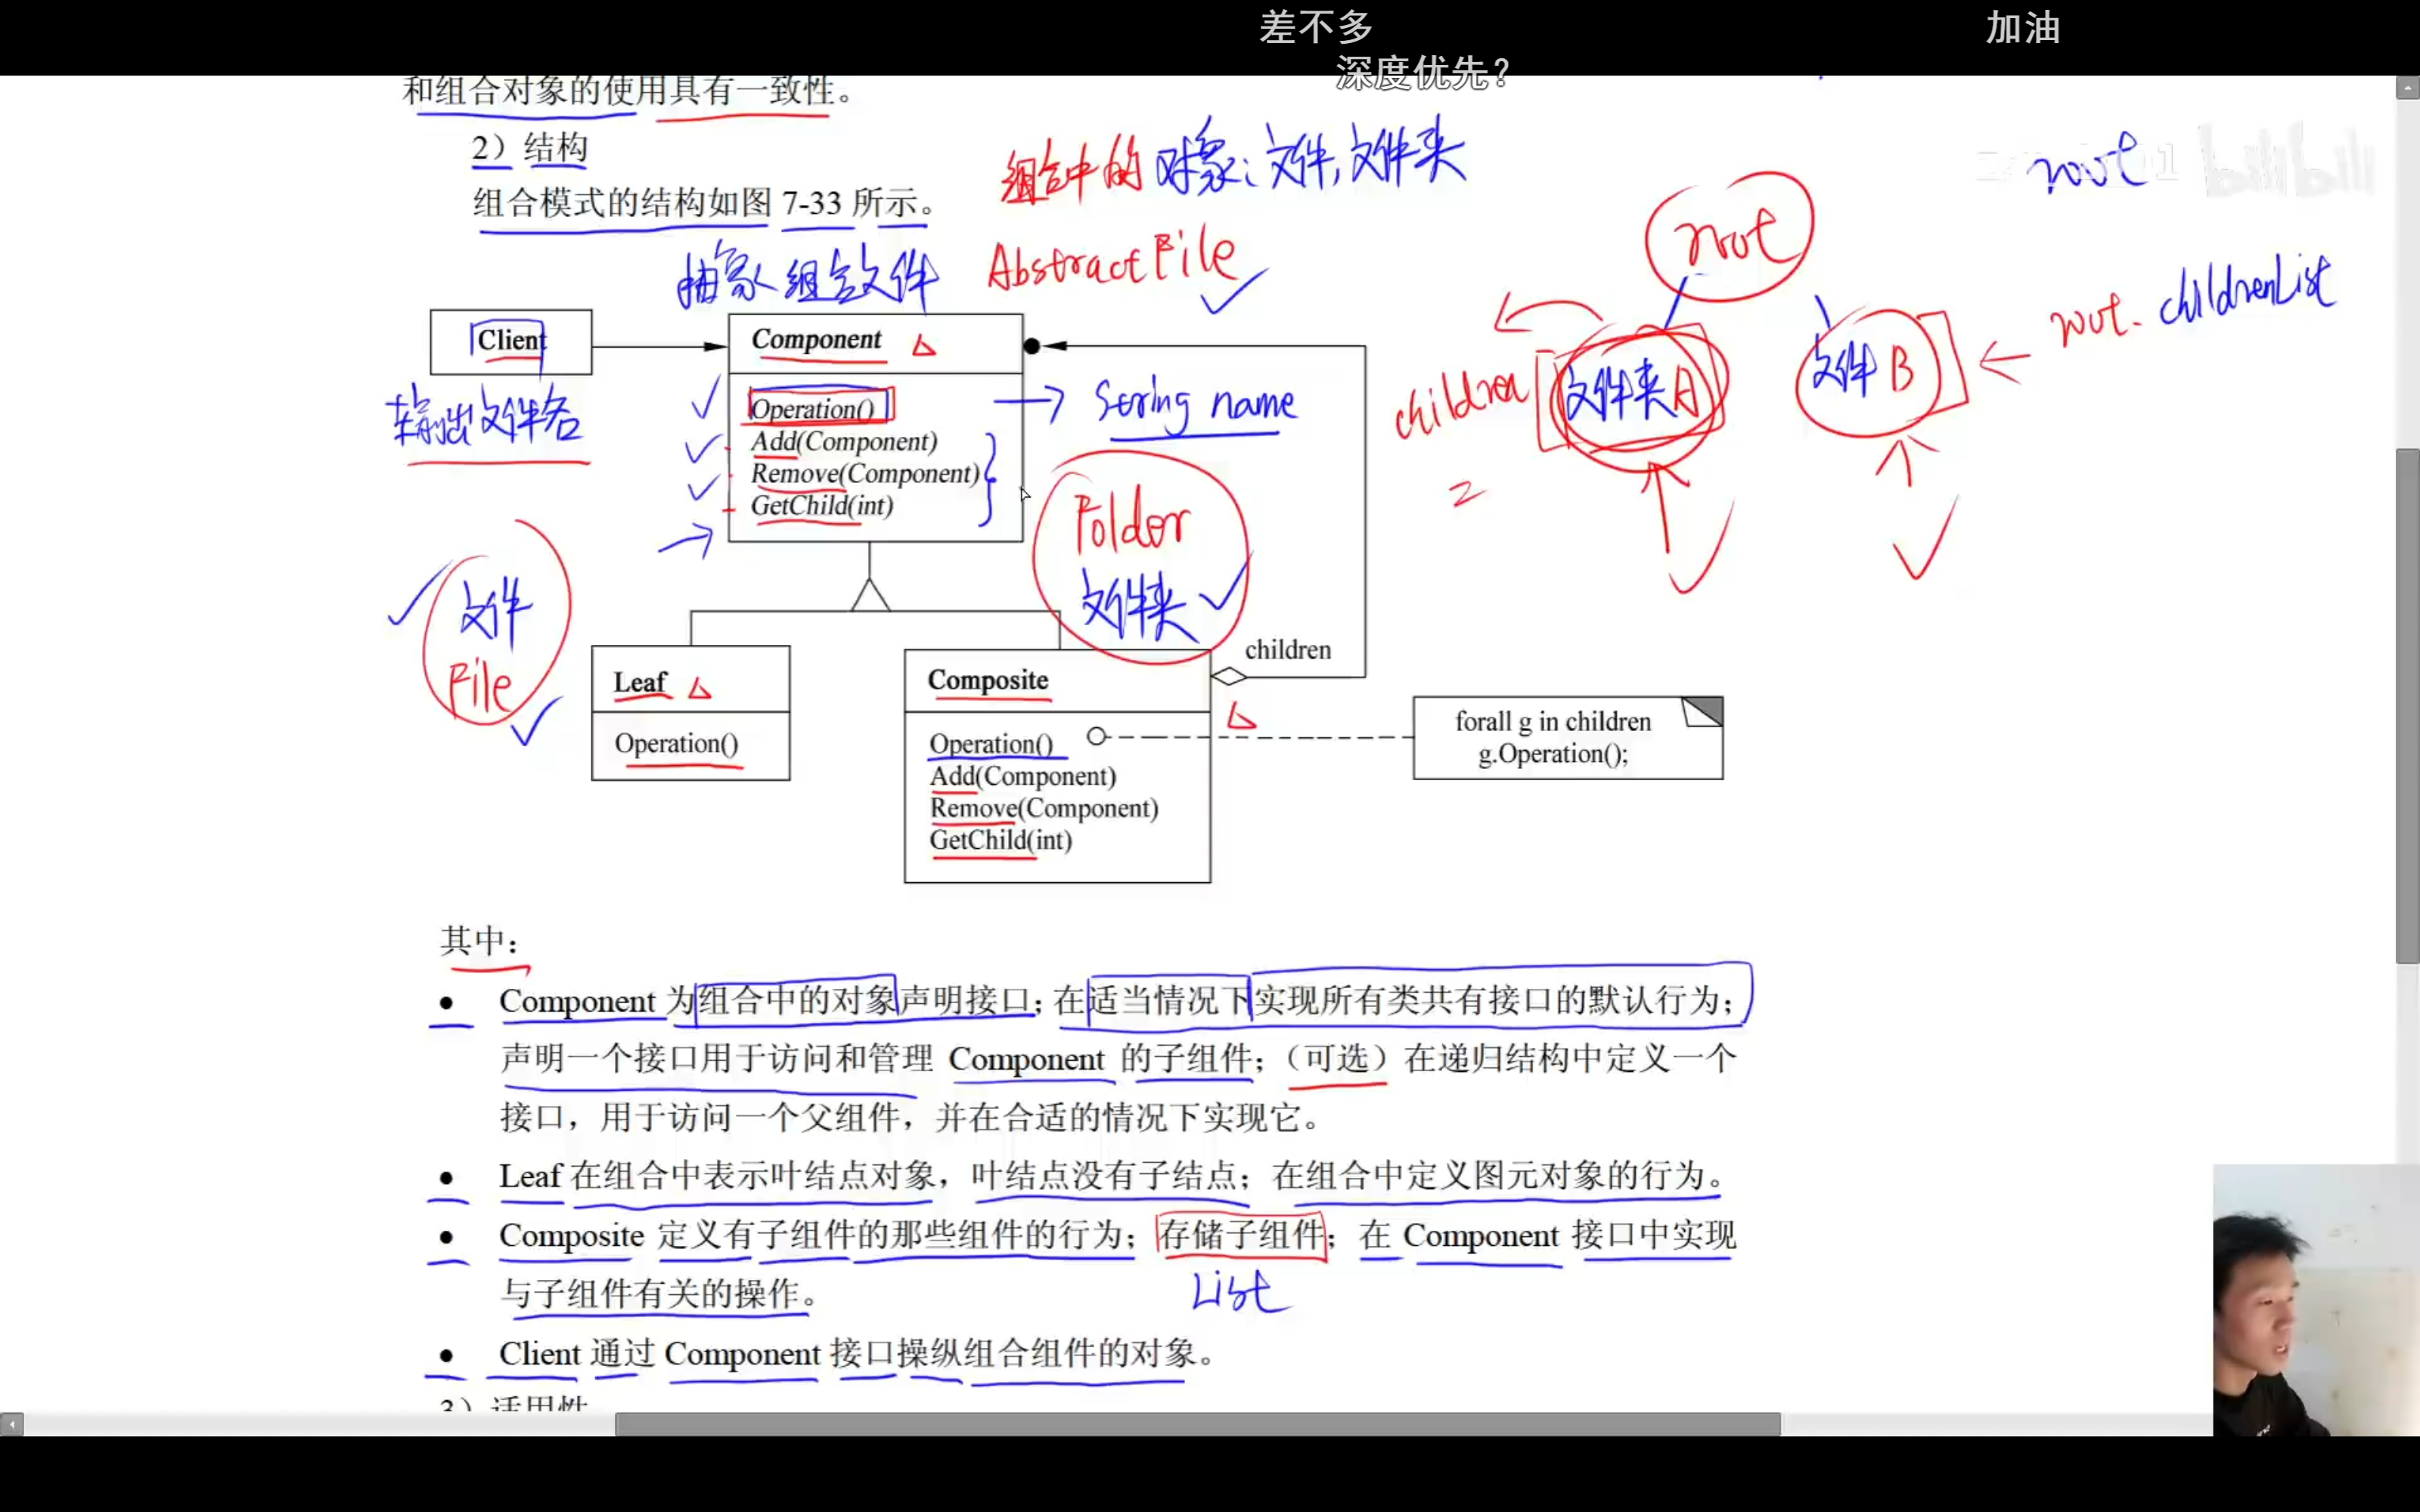 差不多
加油
深度优先？
和组合对象的使用具有一致性。
2）结构
组合中的对象：文件，文件夹
root
组合模式的结构如图 7-33 所示。
抽象组合文件
AbstractFile
root
bilibili
Client
Component
输出文件名
Operation()
Add(Component)
Remove(Component)
GetChild(int)
String name
children
文件夹A
文件B
root. childrenList
文件
File
Folder
文件夹
children
Leaf
Operation()
Composite
Operation()
Add(Component)
Remove(Component)
GetChild(int)
forall g in children
g.Operation();
其中：
• Component 为组合中的对象声明接口；在适当情况下实现所有类共有接口的默认行为；
声明一个接口用于访问和管理 Component 的子组件；（可选）在递归结构中定义一个
接口，用于访问一个父组件，并在合适的情况下实现它。
• Leaf 在组合中表示叶结点对象，叶结点没有子结点；在组合中定义图元对象的行为。
• Composite 定义有子组件的那些组件的行为；存储子组件；在 Component 接口中实现
与子组件有关的操作。
List
• Client 通过 Component 接口操纵组合组件的对象。
3）适用性